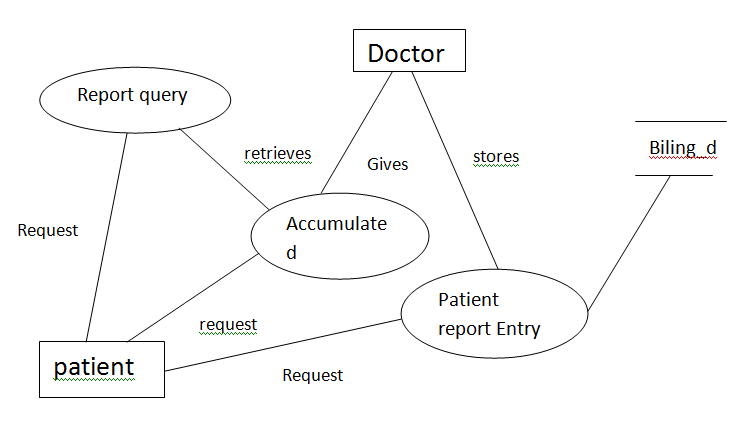 Doctor
Report query
retrieves
Gives
stores
Biling_d
Request
Accumulate
d
Patient
report Entry
request
patient
Request